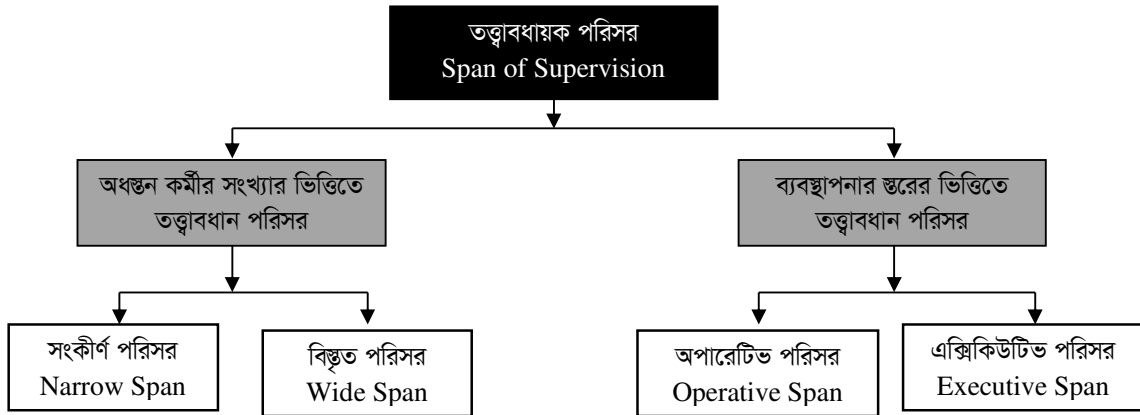 তত্ত্বাবধায়ক পরিসর
Span of Supervision
অধস্তন কর্মীর সংখ্যার ভিত্তিতে
তত্ত্বাবধান পরিসর
ব্যবস্থাপনার স্তরের ভিত্তিতে
তত্ত্বাবধান পরিসর
সংকীর্ণ পরিসর
Narrow Span
বিস্তৃত পরিসর
Wide Span
অপারেটিভ পরিসর
Operative Span
এক্সিকিউটিভ পরিসর
Executive Span